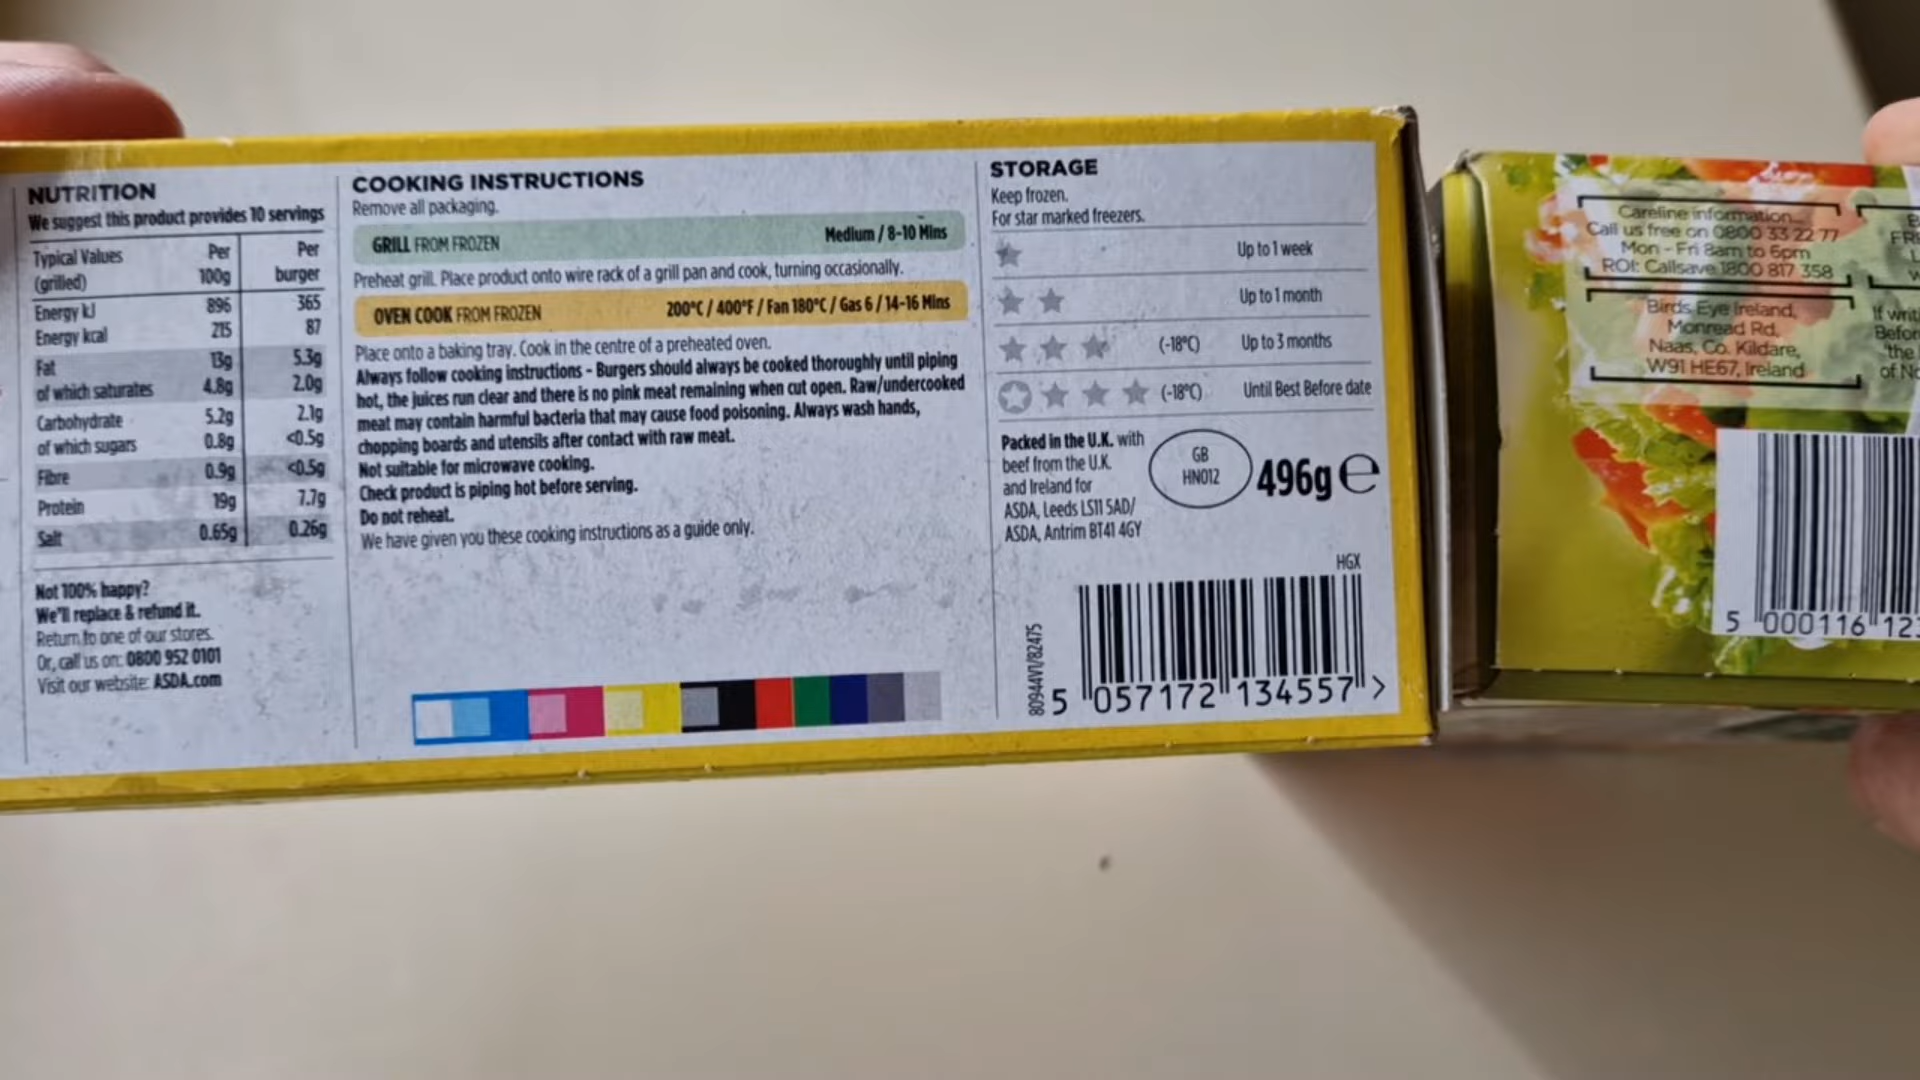 NUTRITION
We suggest this product provides 10 servings
Typical Values (grilled) Per 100g Per burger
Energy kJ 896 365
Energy kcal 215 87
Fat 13g 5.3g
of which saturates 4.8g 2.0g
Carbohydrate 5.2g 2.1g
of which sugars 0.8g <0.5g
Fibre 0.9g <0.5g
Protein 19g 7.7g
Salt 0.65g 0.26g
Not 100% happy?
We'll replace & refund it.
Return to one of our stores.
Or, call us on: 0800 952 0101
Visit our website: ASDA.com
COOKING INSTRUCTIONS
Remove all packaging.
GRILL FROM FROZEN Medium / 8-10 Mins
Preheat grill. Place product onto wire rack of a grill pan and cook, turning occasionally.
OVEN COOK FROM FROZEN 200°C / 400°F / Fan 180°C / Gas 6 / 14-16 Mins
Place onto a baking tray. Cook in the centre of a preheated oven.
Always follow cooking instructions - Burgers should always be cooked thoroughly until piping
hot, the juices run clear and there is no pink meat remaining when cut open. Raw/undercooked
meat may contain harmful bacteria that may cause food poisoning. Always wash hands,
chopping boards and utensils after contact with raw meat.
Not suitable for microwave cooking.
Check product is piping hot before serving.
Do not reheat.
We have given you these cooking instructions as a guide only.
STORAGE
Keep frozen.
For star marked freezers.
Up to 1 week
Up to 1 month
(-18°C) Up to 3 months
(-18°C) Until Best Before date
Packed in the U.K. with
beef from the U.K.
and Ireland for
ASDA, Leeds LS11 5AD/
ASDA, Antrim BT41 4GY
GB
HN012
496g e
HGX
80944V1/82475
5 057172 134557 >
Careline information
Call us free on 0800 33 22 77
Mon - Fri 8am to 6pm
ROI: Callsave 1800 817 358
Birds Eye Ireland,
Monread Rd,
Naas, Co. Kildare,
W91 HE67, Ireland
If writ
Befor
the
of No
5 000116 12